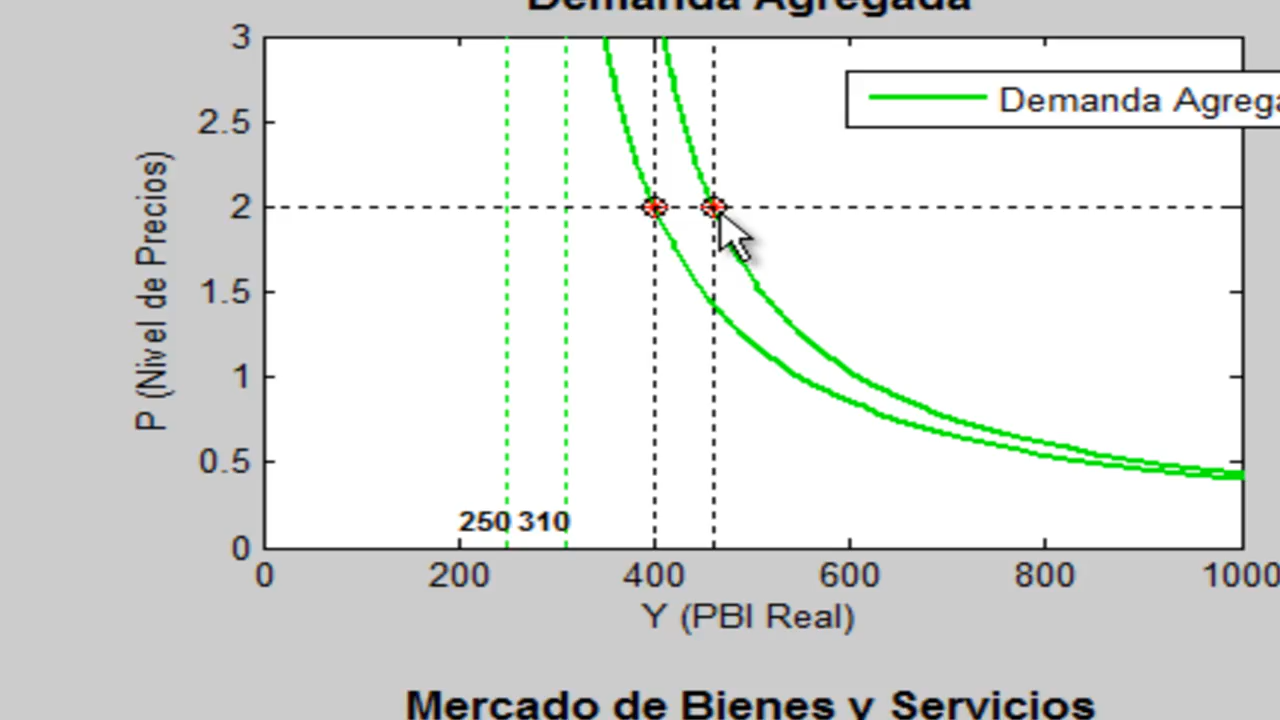 Demanda Agregada
3
2.5
2
1.5
1
0.5
0
P (Nivel de Precios)
Demanda
250 310
0 200 400 600 800 1000
Y (PBI Real)
Mercado de Bienes y Servicios